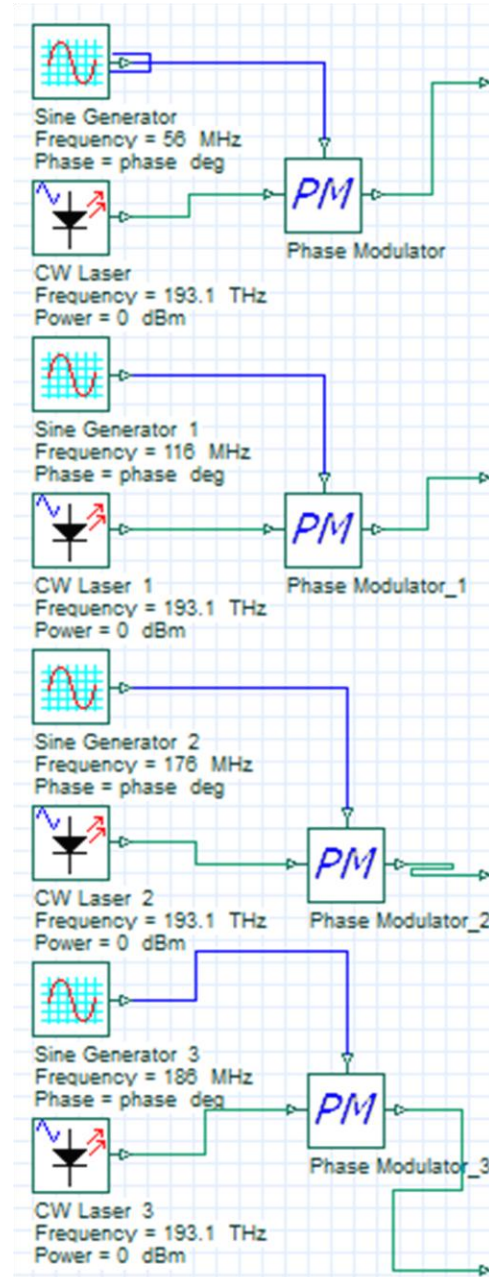 Sine Generator
Frequency = 56 MHz
Phase = phase deg
PM
Phase Modulator
CW Laser
Frequency = 193.1 THz
Power = 0 dBm
Sine Generator 1
Frequency = 116 MHz
Phase = phase deg
PM
Phase Modulator_1
CW Laser 1
Frequency = 193.1 THz
Power = 0 dBm
Sine Generator 2
Frequency = 176 MHz
Phase = phase deg
PM
Phase Modulator_2
CW Laser 2
Frequency = 193.1 THz
Power = 0 dBm
Sine Generator 3
Frequency = 186 MHz
Phase = phase deg
PM
Phase Modulator_3
CW Laser 3
Frequency = 193.1 THz
Power = 0 dBm